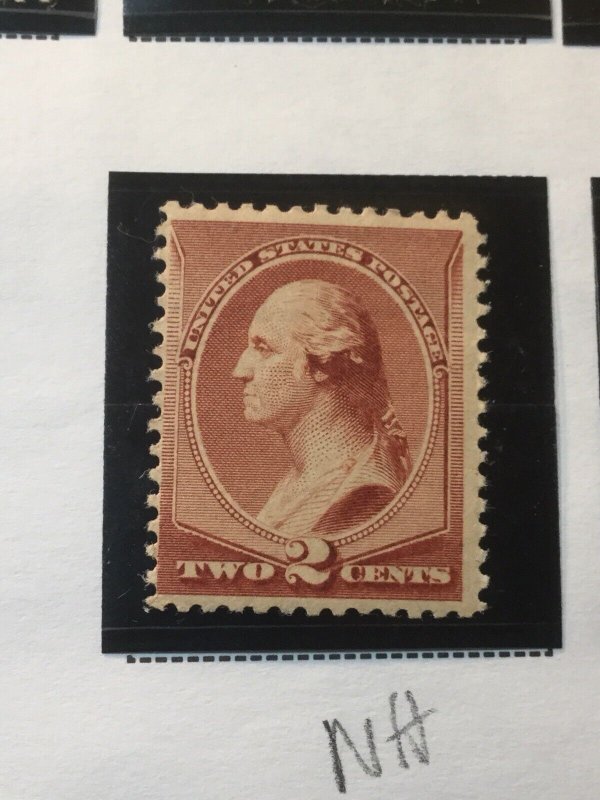 UNITED STATES POSTAGE
TWO 2 CENTS
NH